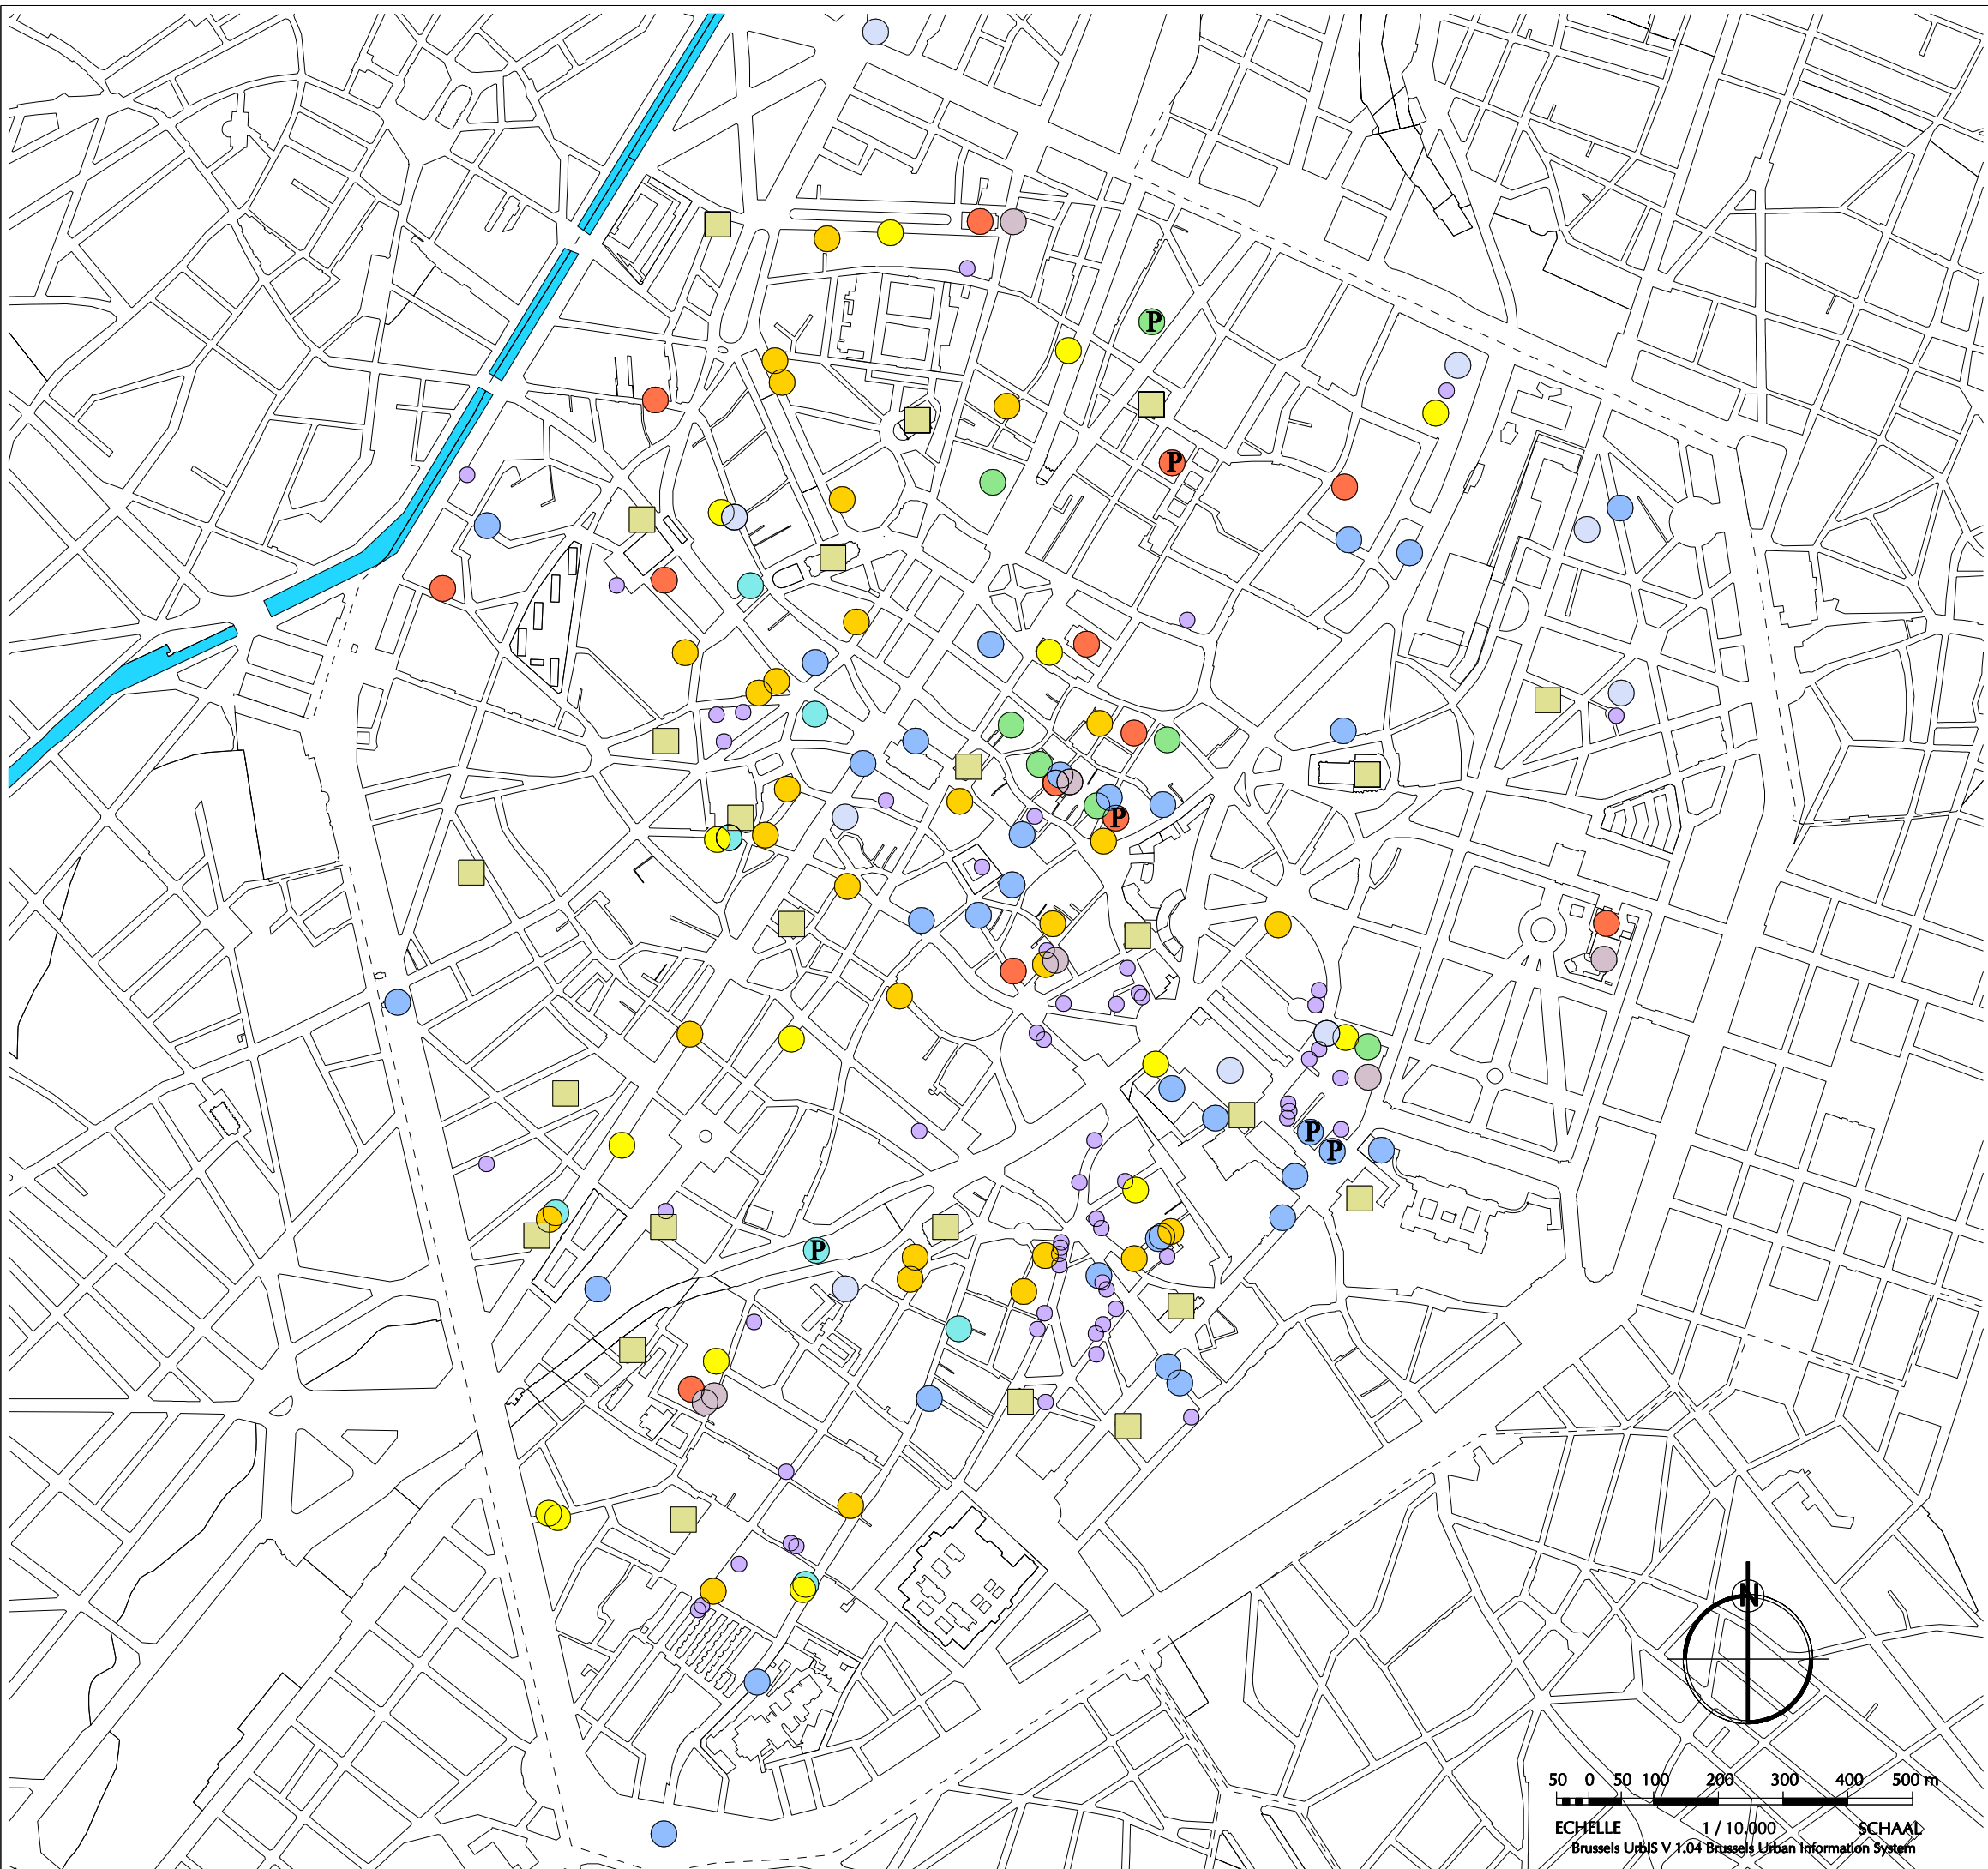 P
P
P
P
P
P
N
50 0 50 100 200 300 400 500 m
ECHELLE 1 / 10.000 SCHAAL
Brussels UrbIS V 1.04 Brussels Urban Information System